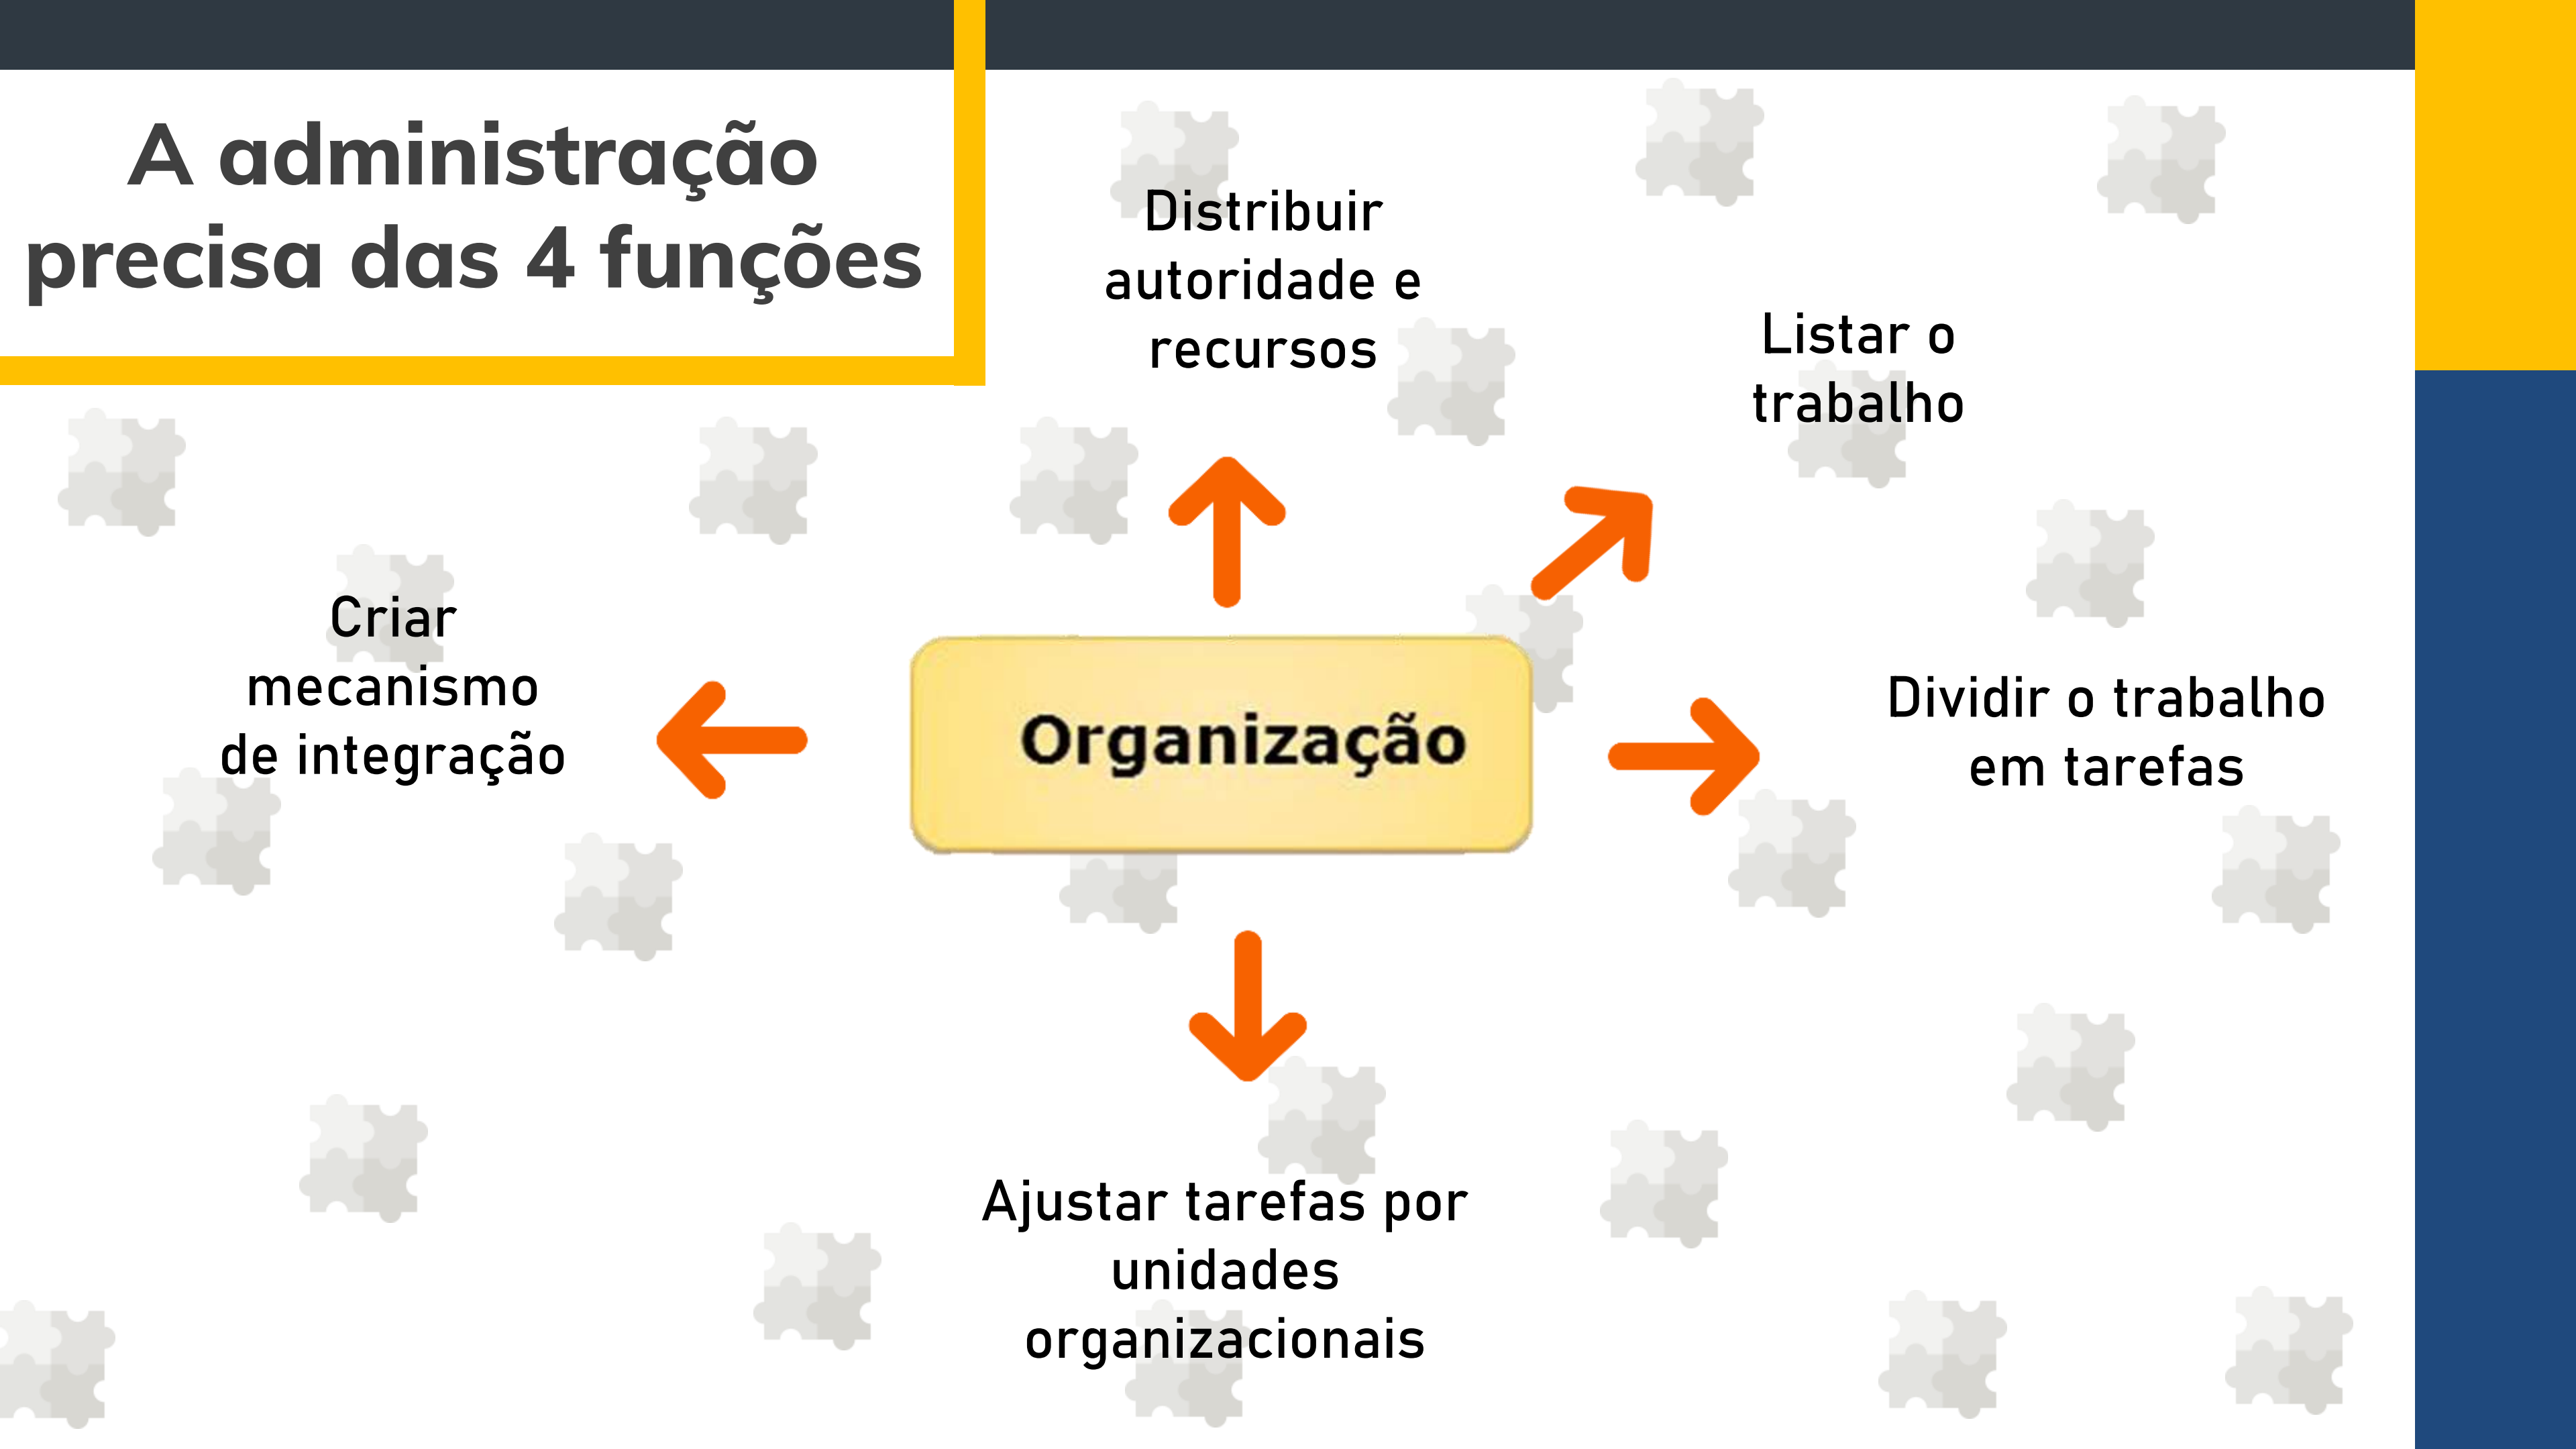 A administração
precisa das 4 funções
Distribuir
autoridade e
recursos
Listar o
trabalho
Criar
mecanismo
de integração
Organização
Dividir o trabalho
em tarefas
Ajustar tarefas por
unidades
organizacionais